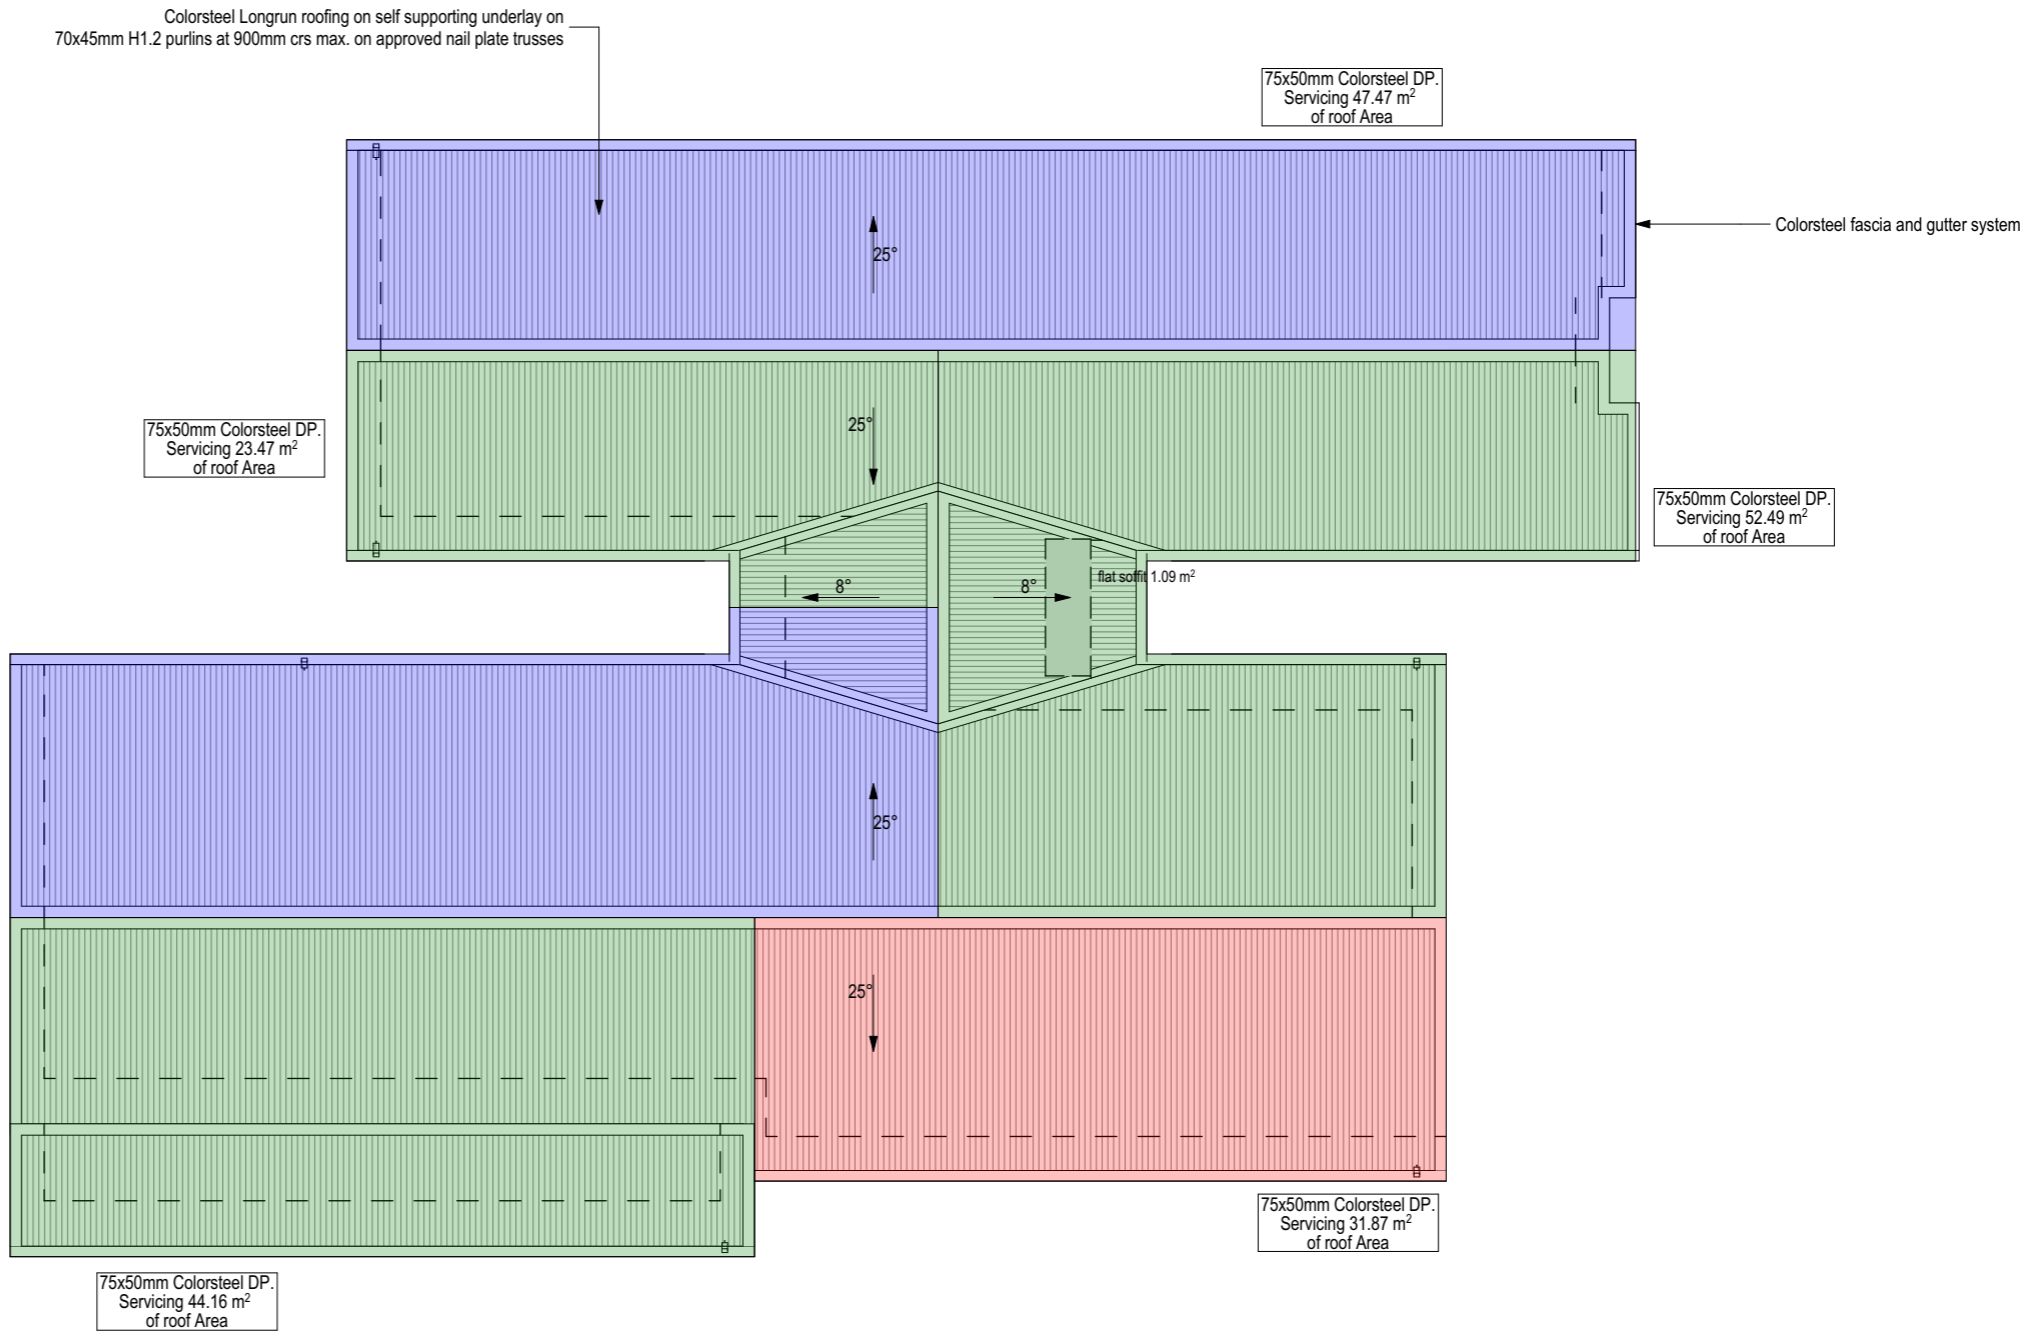 Colorsteel Longrun roofing on self supporting underlay on
70x45mm H1.2 purlins at 900mm crs max. on approved nail plate trusses
75x50mm Colorsteel DP.
Servicing 47.47 m²
of roof Area
Colorsteel fascia and gutter system
25°
25°
75x50mm Colorsteel DP.
Servicing 23.47 m²
of roof Area
75x50mm Colorsteel DP.
Servicing 52.49 m²
of roof Area
8°
8°
flat soffit 1.09 m²
25°
25°
75x50mm Colorsteel DP.
Servicing 31.87 m²
of roof Area
75x50mm Colorsteel DP.
Servicing 44.16 m²
of roof Area